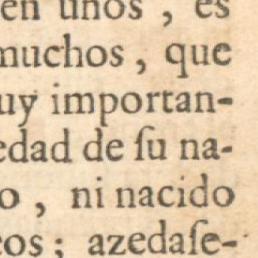 en unos , es
muchos , que
uy importan-
edad de ſu na-
o , ni nacido
eos ; azedaſe-